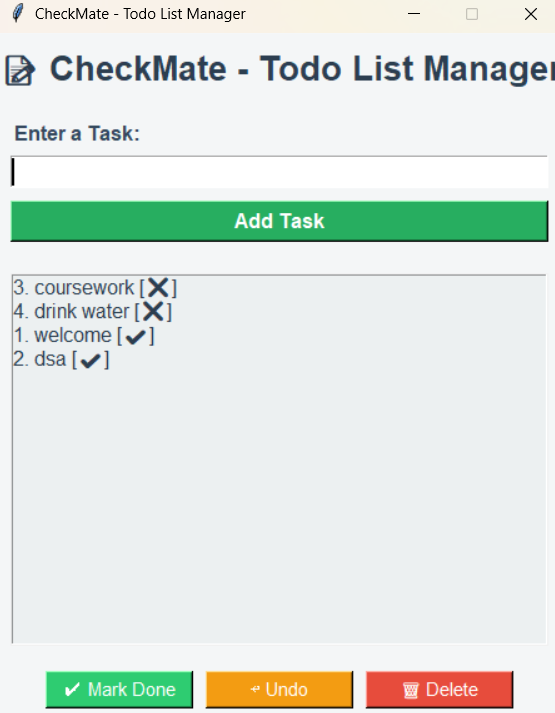 CheckMate - Todo List Manager
📝 CheckMate - Todo List Manager
Enter a Task:
Add Task
3. coursework [❌]
4. drink water [❌]
1. welcome [✔]
2. dsa [✔]
✔ Mark Done
↩ Undo
🗑 Delete